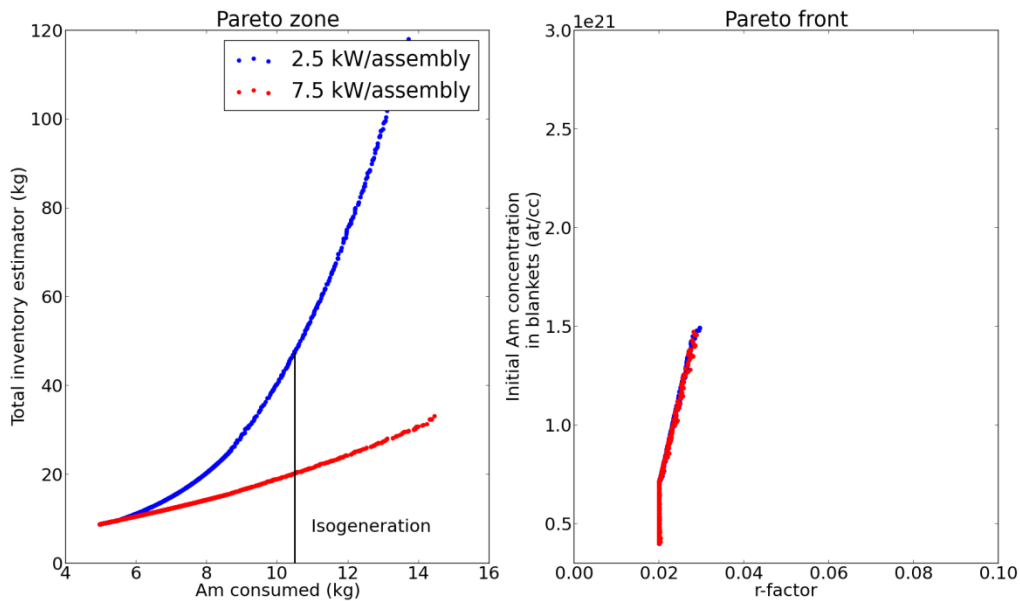 Pareto zone
120
100
80
60
40
20
0
Total inventory estimator (kg)
2.5 kW/assembly
7.5 kW/assembly
Isogeneration
4
6
8
10
12
14
16
Am consumed (kg)
Pareto front
1e21
3.0
2.5
2.0
1.5
1.0
0.5
Initial Am concentration
in blankets (at/cc)
0.00
0.02
0.04
0.06
0.08
0.10
r-factor